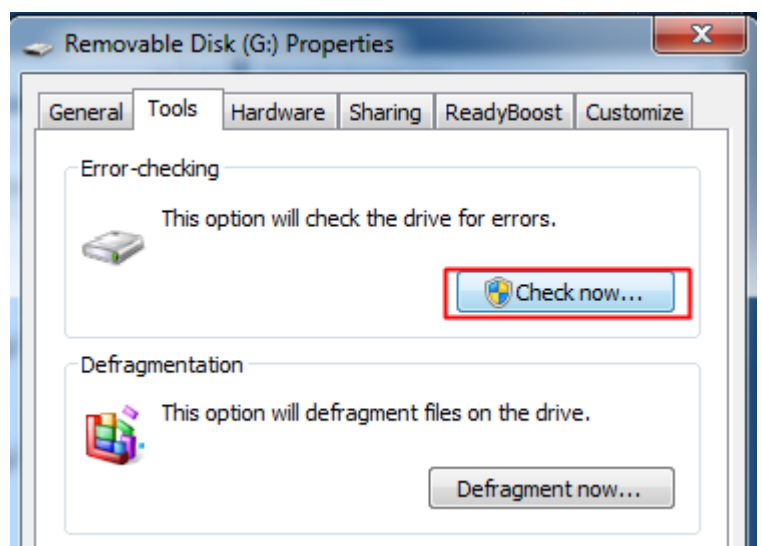 Removable Disk (G:) Properties
x
General Tools Hardware Sharing ReadyBoost Customize
Error-checking
This option will check the drive for errors.
Check now...
Defragmentation
This option will defragment files on the drive.
Defragment now...